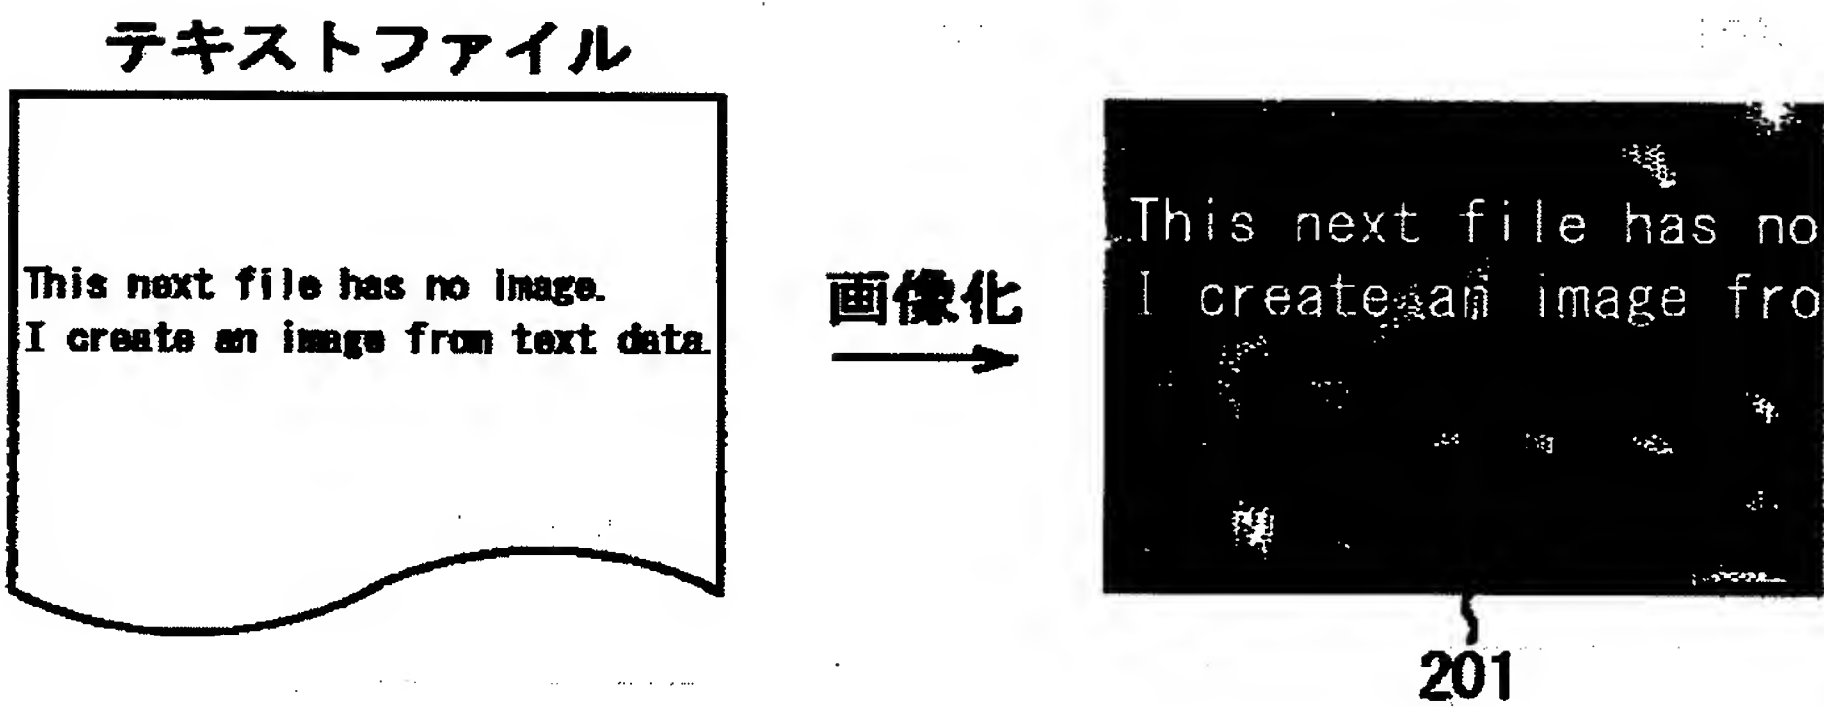 テキストファイル
This next file has no image.
I create an image from text data.
画像化
This next file has no
I create an image fro
201